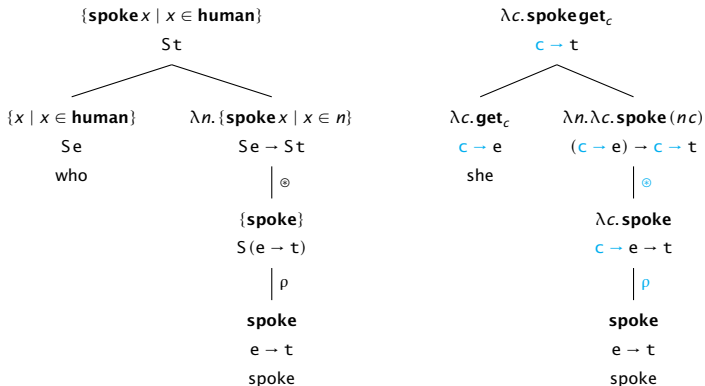 {spoke x | x ∈ human}
St
{x | x ∈ human}
Se
who
λn. {spoke x | x ∈ n}
Se → St
⊛
{spoke}
S(e → t)
ρ
spoke
e → t
spoke
λc. spoke get_c
c → t
λc. get_c
c → e
she
λn. λc. spoke (n c)
(c → e) → c → t
⊛
λc. spoke
c → e → t
ρ
spoke
e → t
spoke